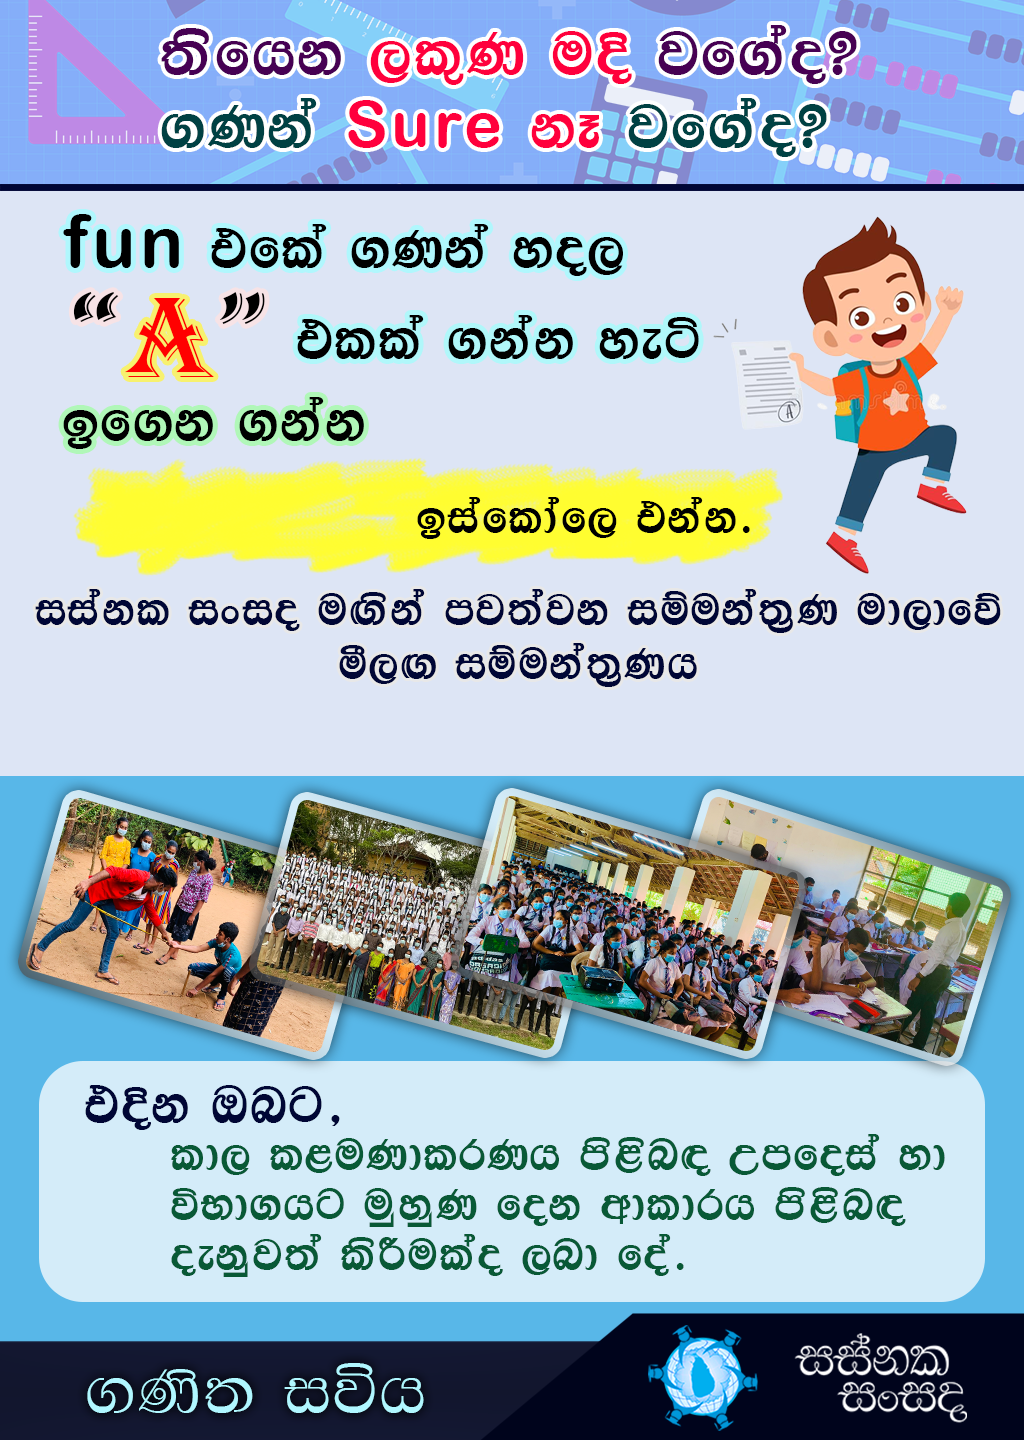 තියෙන ලකුණ මදි වගේද?
ගණන් Sure නෑ වගේද?
fun එකේ ගණන් හදල
“A” එකක් ගන්න හැටි
ඉගෙන ගන්න
ඉස්කෝලෙ එන්න.
සස්නක සංසද මඟින් පවත්වන සම්මන්ත්‍රණ මාලාවේ
මීලඟ සම්මන්ත්‍රණය
එදින ඔබට,
කාල කළමණාකරණය පිළිබඳ උපදෙස් හා
විභාගයට මුහුණ දෙන ආකාරය පිළිබඳ
දැනුවත් කිරීමක්ද ලබා දේ.
ගණිත සවිය
සස්නක
සංසද